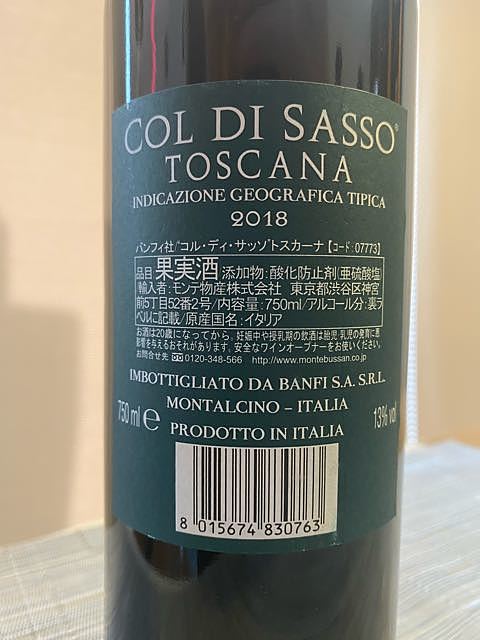 COL DI SASSO®
TOSCANA
INDICAZIONE GEOGRAFICA TIPICA
2018
バンフィ社/"コル・ディ・サッソ"トスカーナ【コード:07773】
品目 果実酒 添加物:酸化防止剤(亜硫酸塩)
輸入者:モンテ物産株式会社 東京都渋谷区神宮
前5丁目52番2号/内容量:750ml/アルコール分:裏ラ
ベルに記載/原産国名:イタリア
お酒は20歳になってから。妊娠中や授乳期の飲酒は胎児・乳児の発育に悪
影響を与えるおそれがあります。安全なワインオープナーをお使いください。
お問合せ先 0120-348-566 http://www.montebussan.co.jp
IMBOTTIGLIATO DA BANFI S.A. S.R.L.
MONTALCINO – ITALIA
750 ml e
PRODOTTO IN ITALIA
13% vol
8 015674 830763